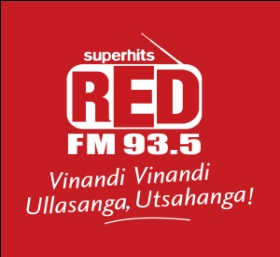 superhits
RED
FM 93.5
Vinandi Vinandi
Ullasanga, Utsahanga!